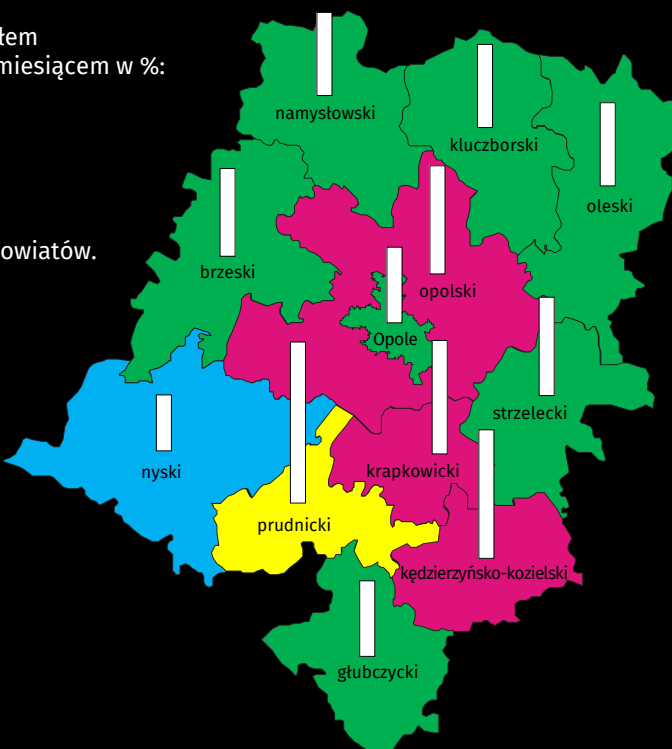 łem
miesiącem w %:
namysłowski
kluczborski
oleski
owiatów.
brzeski
opolski
Opole
strzelecki
nyski
krapkowicki
prudnicki
kędzierzyńsko-kozielski
głubczycki